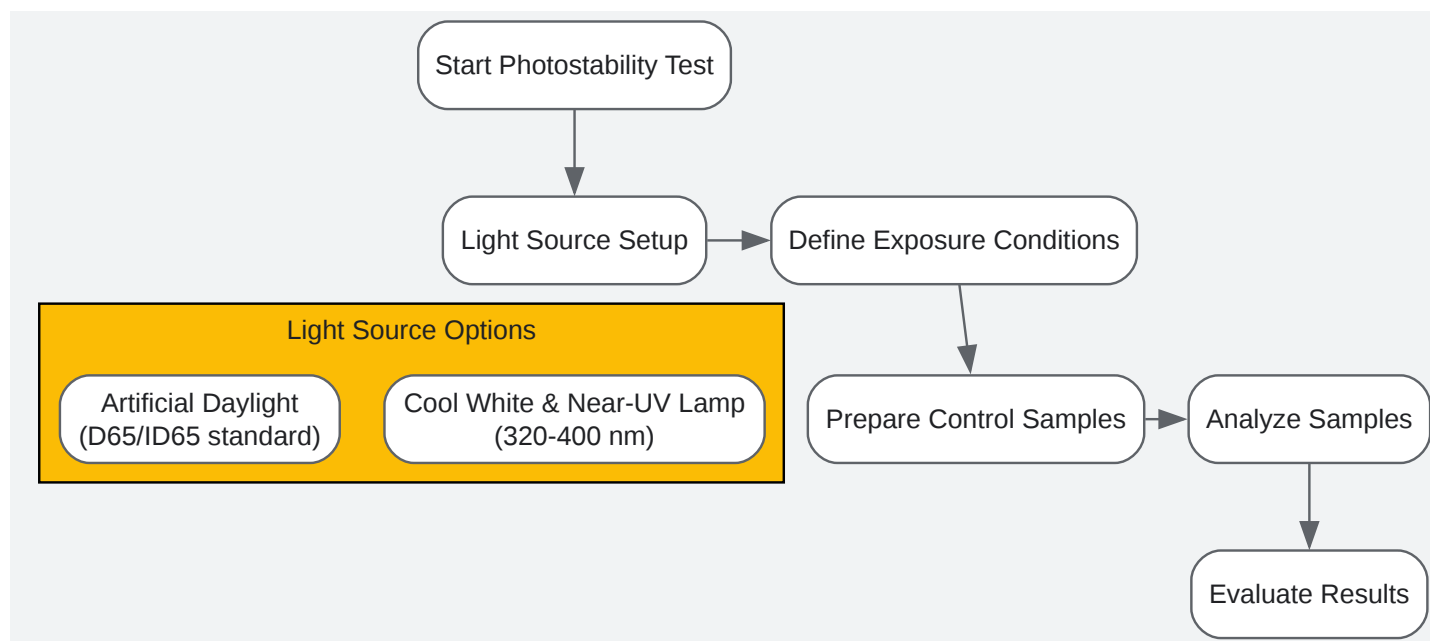 Start Photostability Test
Light Source Setup
Define Exposure Conditions
Light Source Options
Artificial Daylight
(D65/ID65 standard)
Cool White & Near-UV Lamp
(320-400 nm)
Prepare Control Samples
Analyze Samples
Evaluate Results